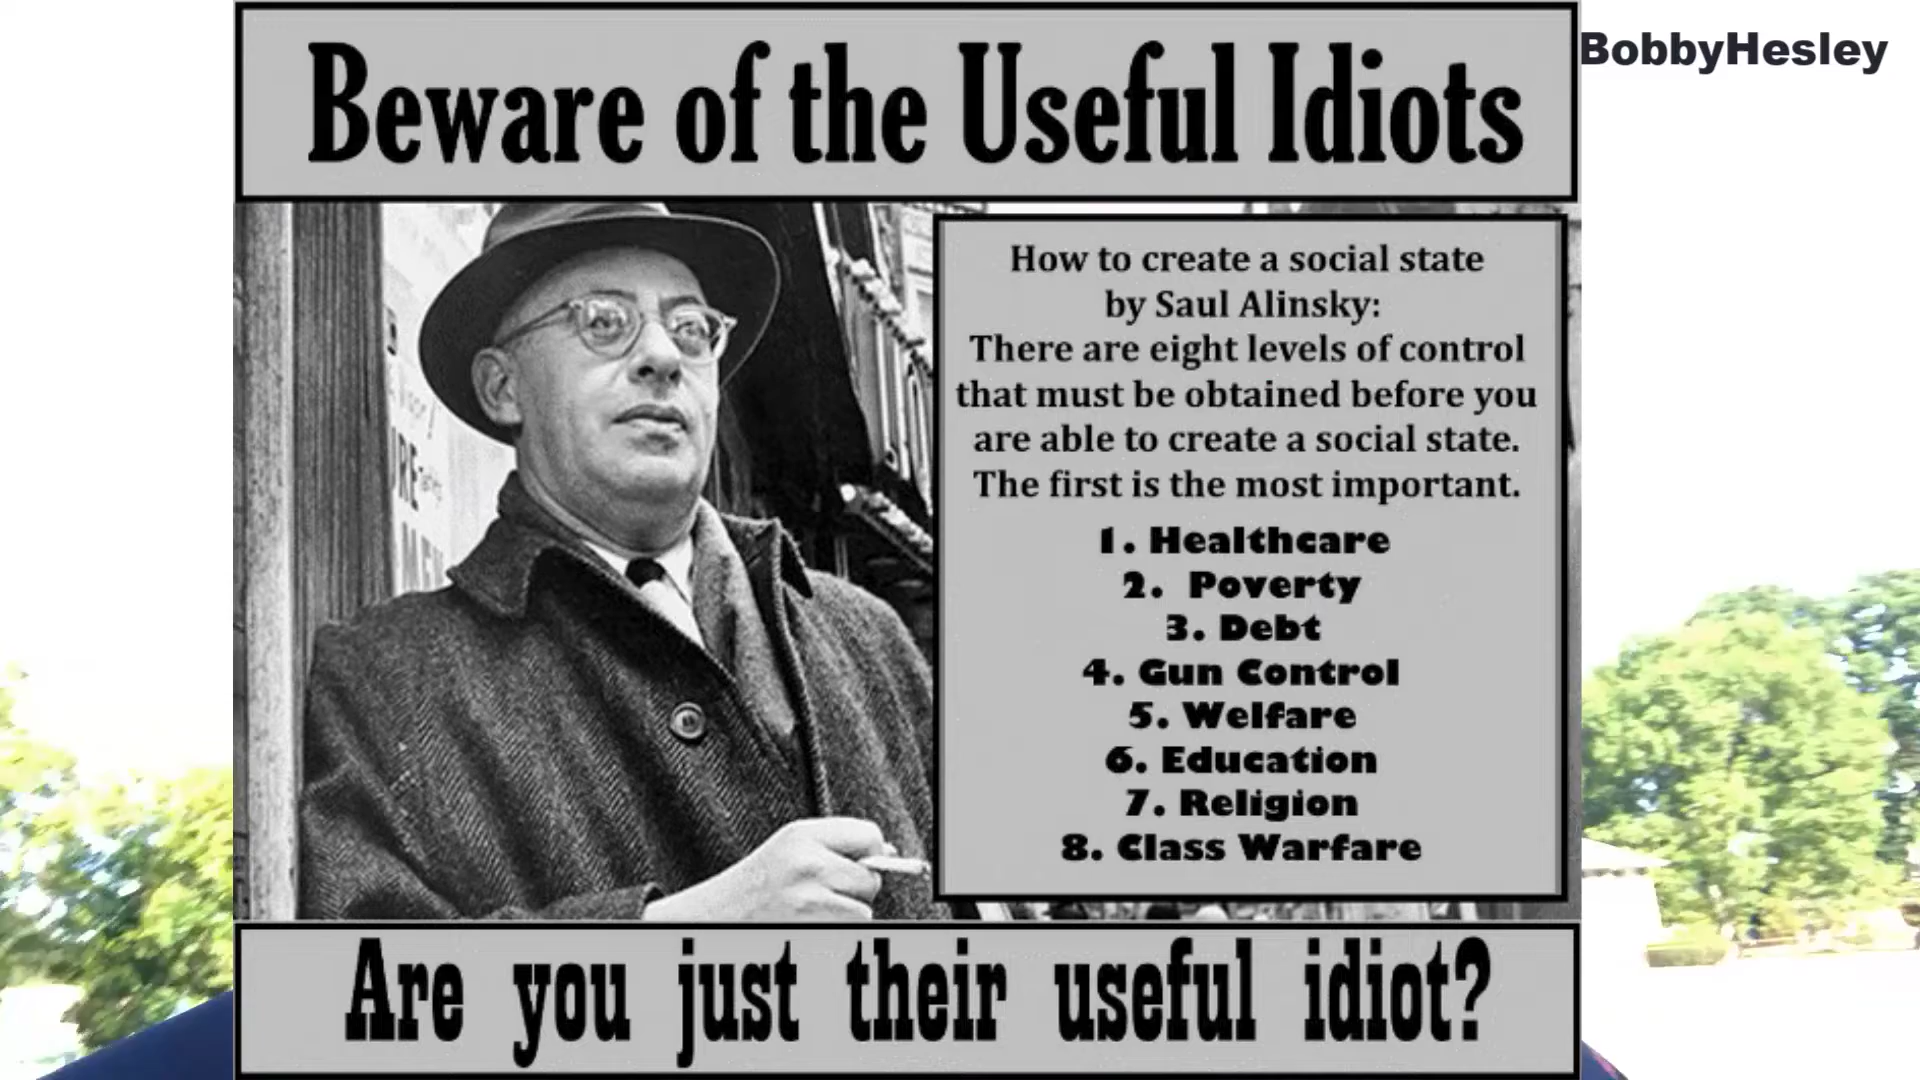 Beware of the Useful Idiots
BobbyHesley
How to create a social state
by Saul Alinsky:
There are eight levels of control
that must be obtained before you
are able to create a social state.
The first is the most important.
1. Healthcare
2. Poverty
3. Debt
4. Gun Control
5. Welfare
6. Education
7. Religion
8. Class Warfare
Are you just their useful idiot?